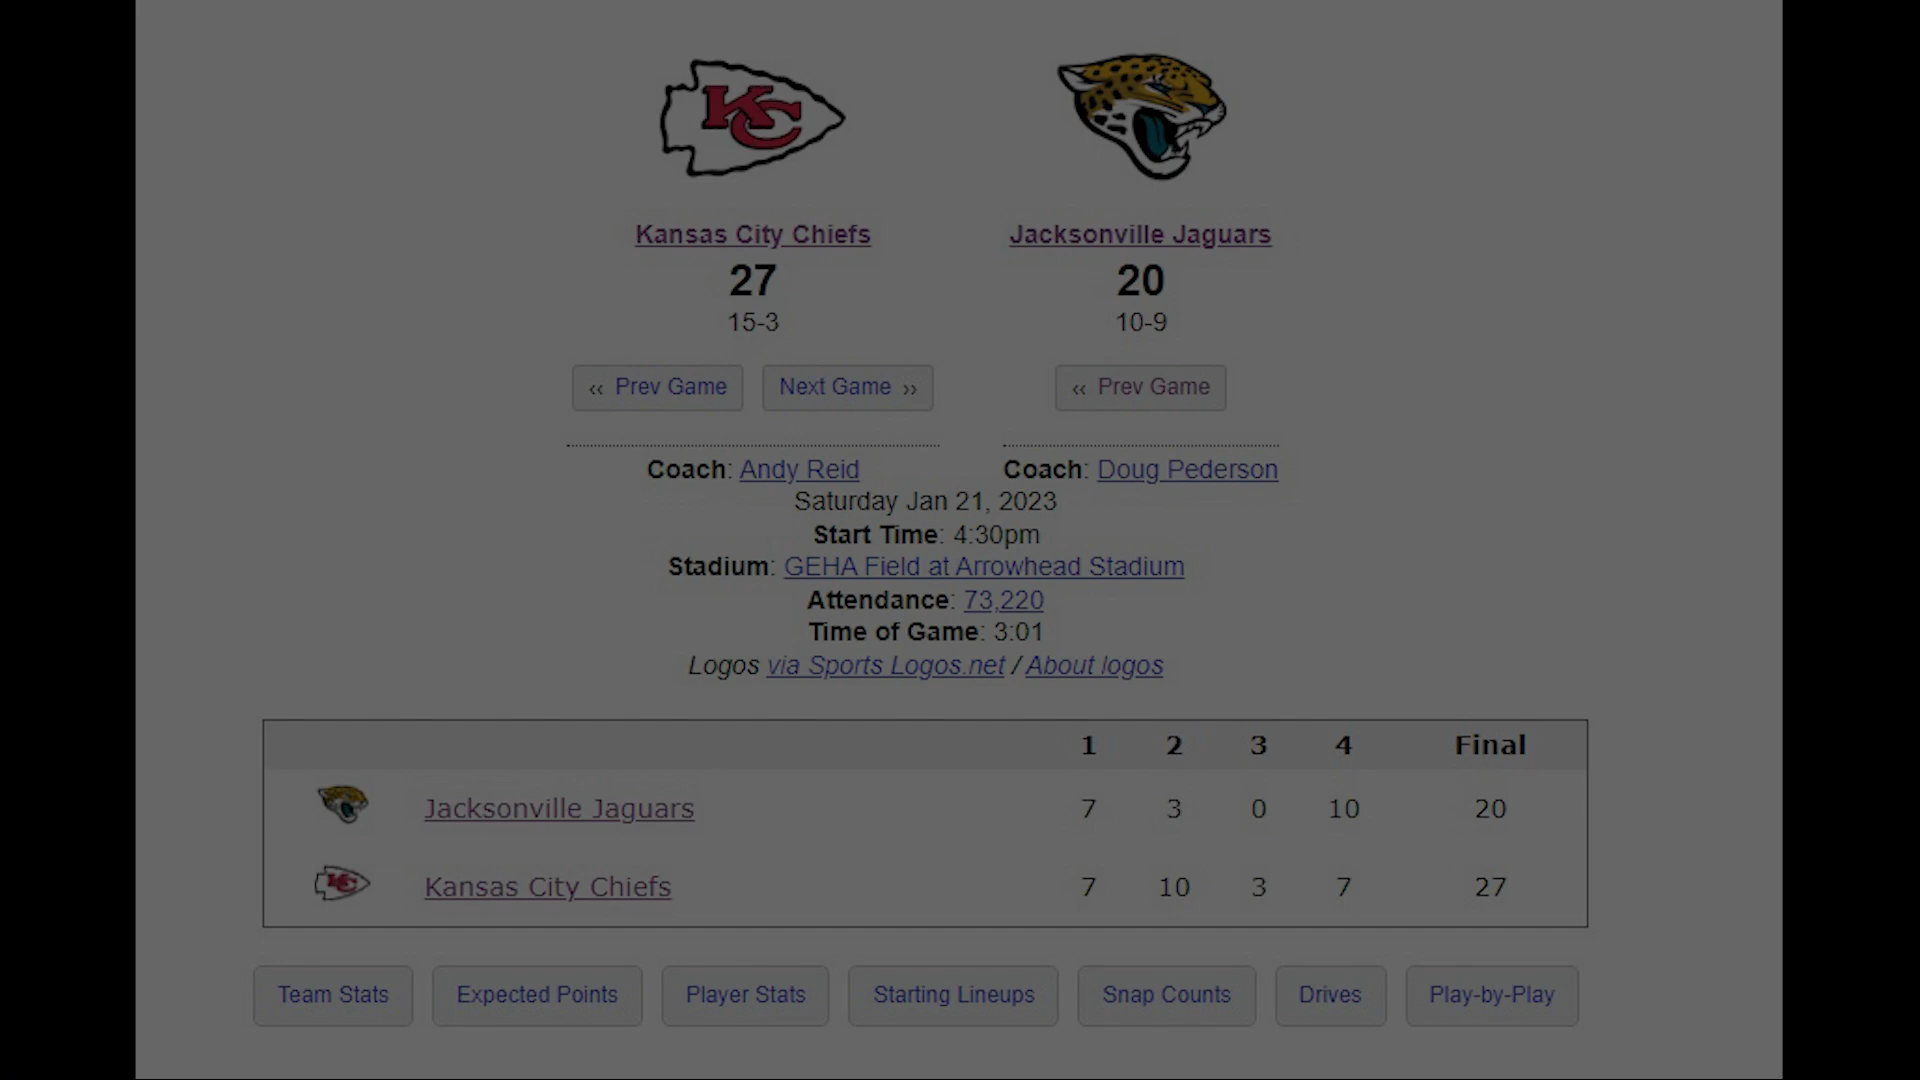 KC
Kansas City Chiefs Jacksonville Jaguars
27 20
15-3 10-9
‹‹ Prev Game Next Game ›› ‹‹ Prev Game
Coach: Andy Reid Coach: Doug Pederson
Saturday Jan 21, 2023
Start Time: 4:30pm
Stadium: GEHA Field at Arrowhead Stadium
Attendance: 73,220
Time of Game: 3:01
Logos via Sports Logos.net / About logos
1 2 3 4 Final
Jacksonville Jaguars 7 3 0 10 20
KC Kansas City Chiefs 7 10 3 7 27
Team Stats Expected Points Player Stats Starting Lineups Snap Counts Drives Play-by-Play